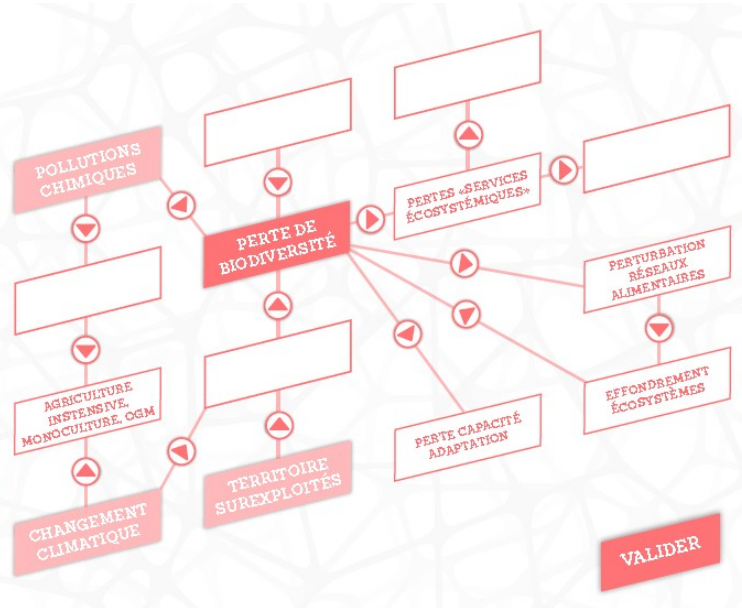 POLLUTIONS
CHIMIQUES
PERTE DE
BIODIVERSITÉ
PERTES «SERVICES
ÉCOSYSTÉMIQUES»
PERTURBATION
RÉSEAUX
ALIMENTAIRES
AGRICULTURE
INSTENSIVE,
MONOCULTURE, OGM
EFFONDREMENT
ÉCOSYSTÈMES
PERTE CAPACITÉ
ADAPTATION
TERRITOIRE
SUREXPLOITÉS
CHANGEMENT
CLIMATIQUE
VALIDER